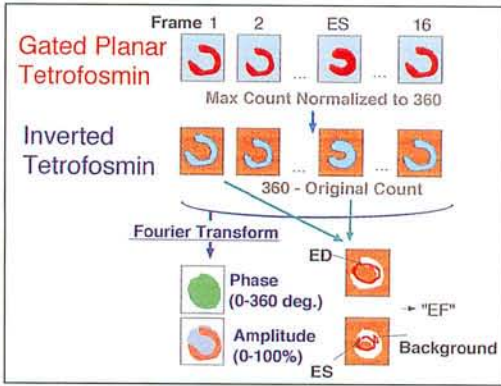 Frame 1 2 ES 16
Gated Planar
Tetrofosmin
... ...
Max Count Normalized to 360
Inverted
Tetrofosmin
... ...
360 - Original Count
Fourier Transform
ED
Phase
(0-360 deg.)
"EF"
Amplitude
(0-100%)
Background
ES